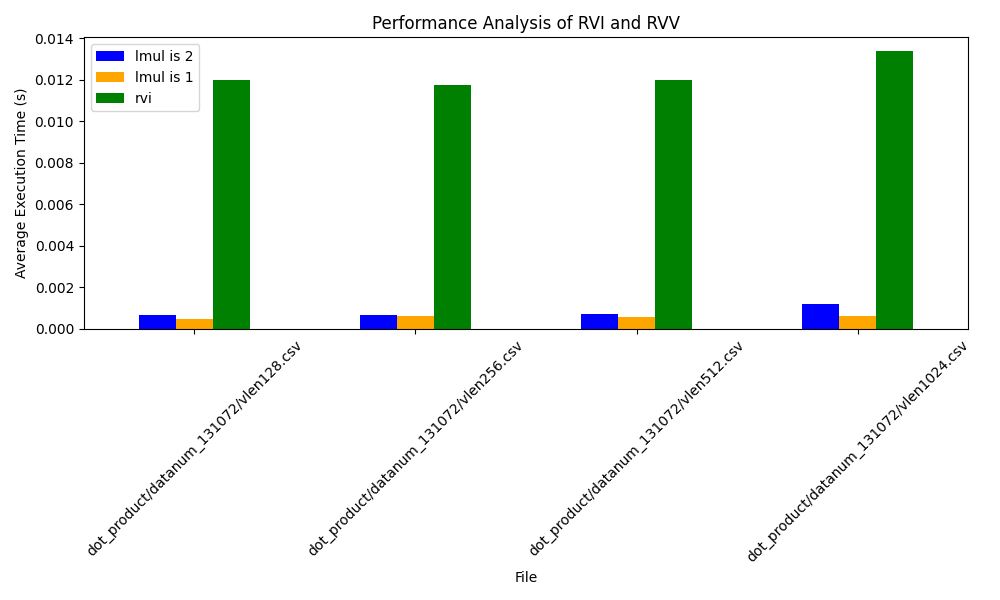 Performance Analysis of RVI and RVV
lmul is 2
lmul is 1
rvi
Average Execution Time (s)
0.014
0.012
0.010
0.008
0.006
0.004
0.002
0.000
dot_product/datanum_131072/vlen128.csv
dot_product/datanum_131072/vlen256.csv
dot_product/datanum_131072/vlen512.csv
dot_product/datanum_131072/vlen1024.csv
File